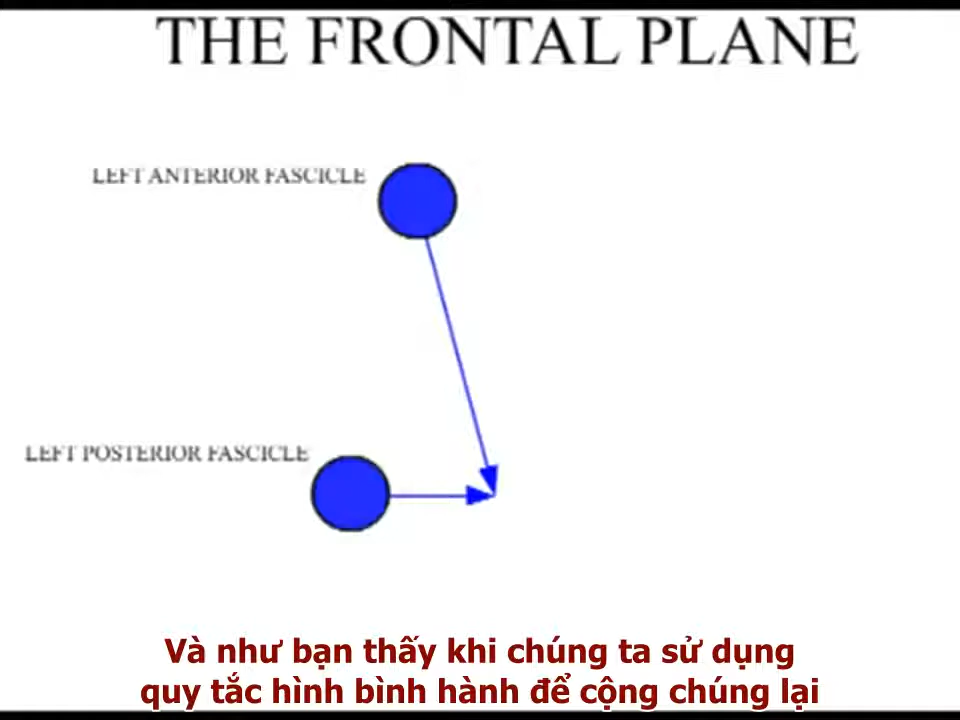 THE FRONTAL PLANE
LEFT ANTERIOR FASCICLE
LEFT POSTERIOR FASCICLE
Và như bạn thấy khi chúng ta sử dụng
quy tắc hình bình hành để cộng chúng lại